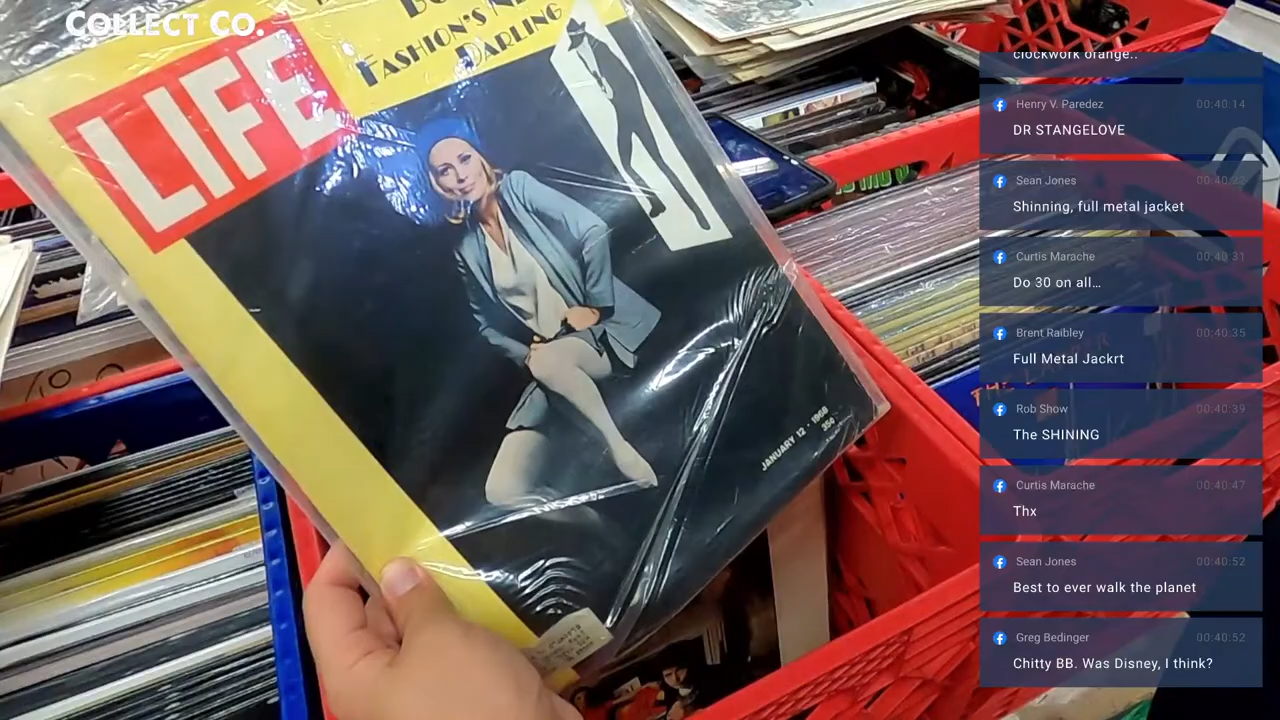 COLLECT CO.
LIFE
FASHION'S
DARLING
JANUARY 12 · 1968
35¢
clockwork orange..
Henry V. Paredez 00:40:14
DR STANGELOVE
Sean Jones
Shinning, full metal jacket
Curtis Marache 00:40:31
Do 30 on all…
Brent Raibley 00:40:35
Full Metal Jackrt
Rob Show 00:40:39
The SHINING
Curtis Marache 00:40:47
Thx
Sean Jones 00:40:52
Best to ever walk the planet
Greg Bedinger 00:40:52
Chitty BB. Was Disney, I think?